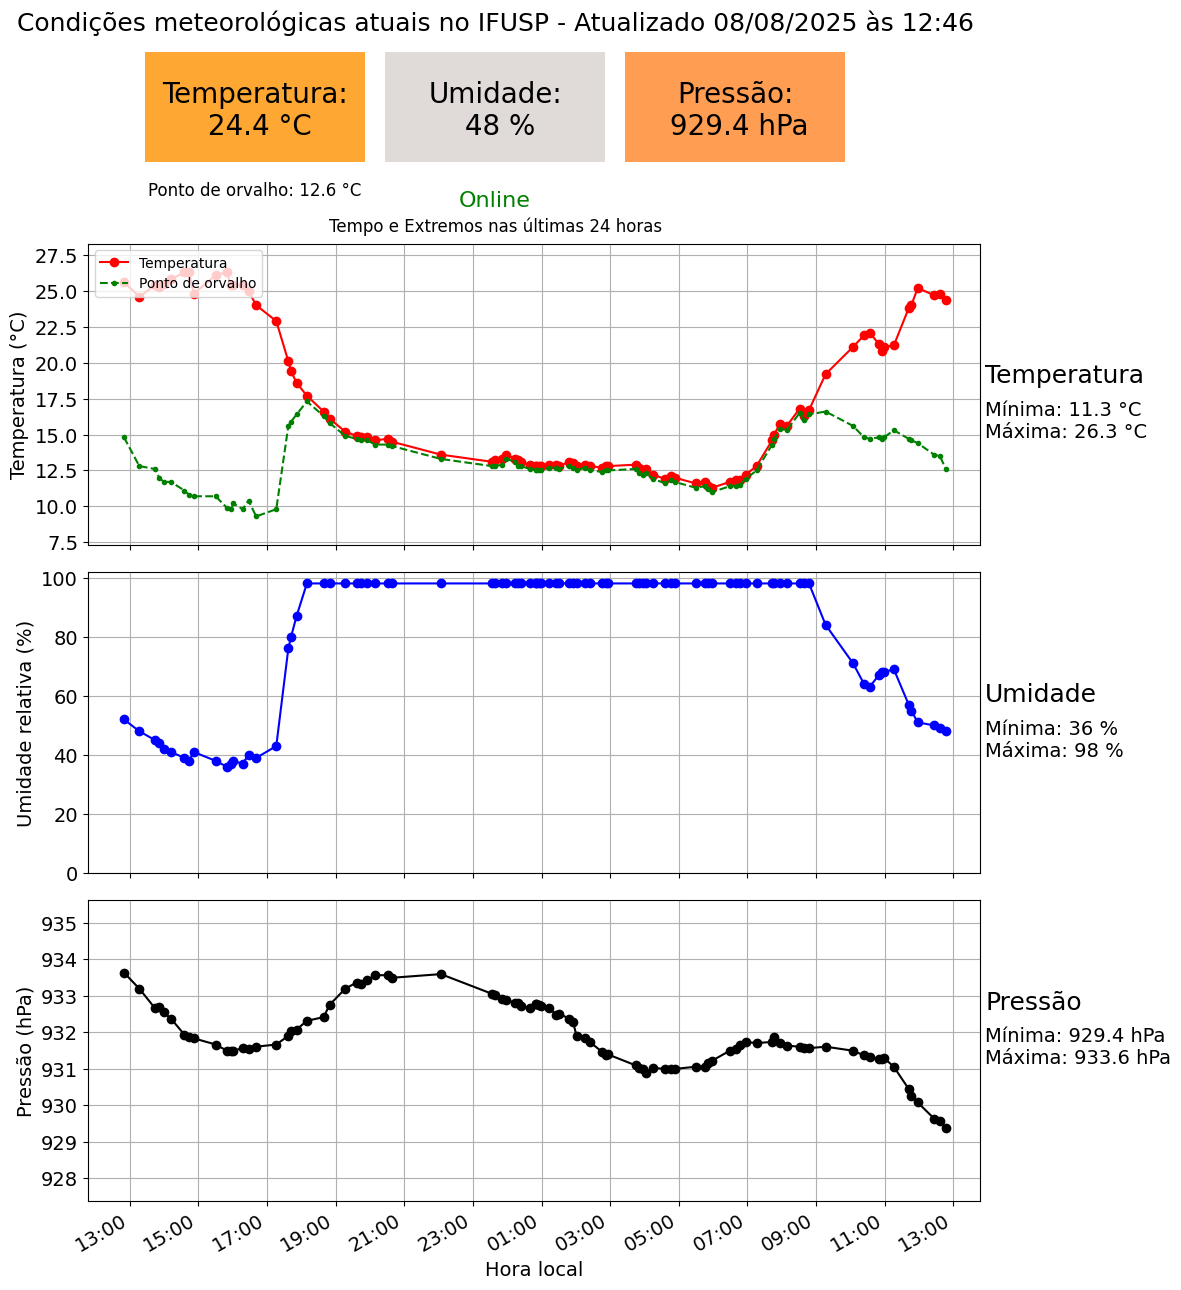 Condições meteorológicas atuais no IFUSP - Atualizado 08/08/2025 às 12:46
Temperatura:
24.4 °C
Umidade:
48 %
Pressão:
929.4 hPa
Ponto de orvalho: 12.6 °C
Online
Tempo e Extremos nas últimas 24 horas
Temperatura (°C)
27.5
25.0
22.5
20.0
17.5
15.0
12.5
10.0
7.5
Temperatura
Ponto de orvalho
Temperatura
Mínima: 11.3 °C
Máxima: 26.3 °C
Umidade relativa (%)
100
80
60
40
20
0
Umidade
Mínima: 36 %
Máxima: 98 %
Pressão (hPa)
935
934
933
932
931
930
929
928
Pressão
Mínima: 929.4 hPa
Máxima: 933.6 hPa
13:00 15:00 17:00 19:00 21:00 23:00 01:00 03:00 05:00 07:00 09:00 11:00 13:00
Hora local